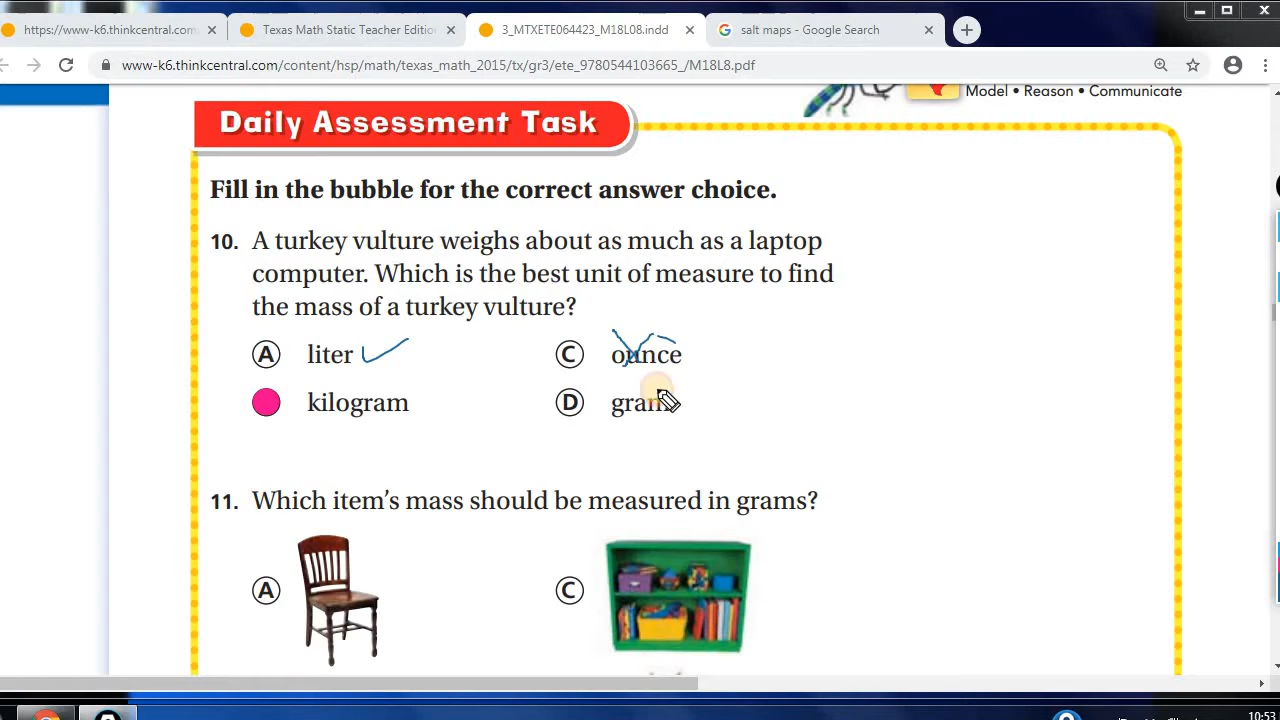 https://www-k6.thinkcentral.com/con
Texas Math Static Teacher Editio
3_MTXETE064423_M18L08.indd
salt maps - Google Search
www-k6.thinkcentral.com/content/hsp/math/texas_math_2015/tx/gr3/ete_9780544103665_/M18L8.pdf
Model • Reason • Communicate
Daily Assessment Task
Fill in the bubble for the correct answer choice.
10. A turkey vulture weighs about as much as a laptop
computer. Which is the best unit of measure to find
the mass of a turkey vulture?
A liter C ounce
kilogram D gram
11. Which item's mass should be measured in grams?
A C
10:53